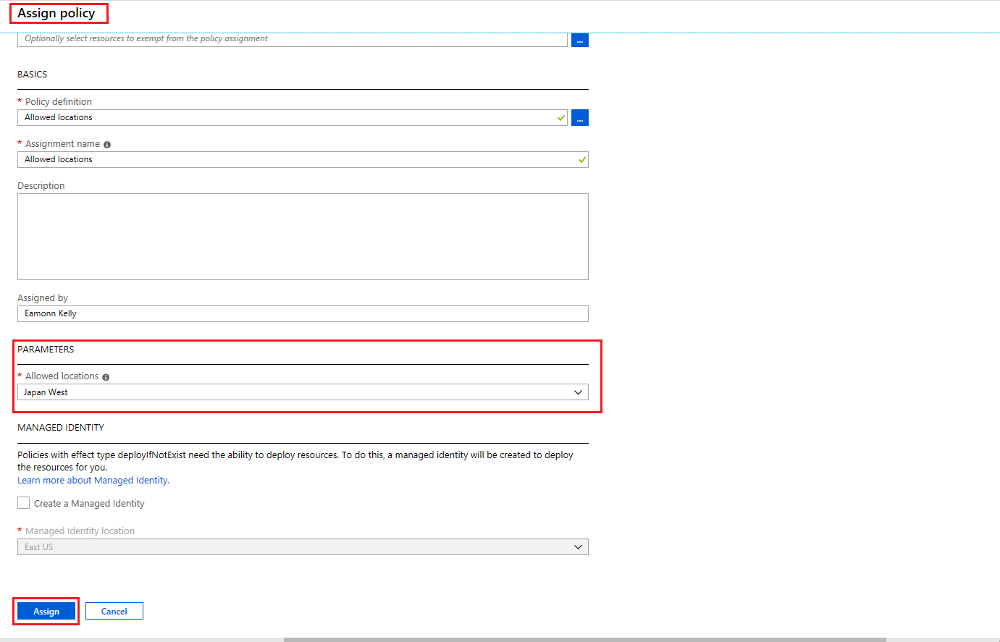 Assign policy
Optionally select resources to exempt from the policy assignment
...
BASICS
* Policy definition
Allowed locations
...
* Assignment name
Allowed locations
Description
Assigned by
Eamonn Kelly
PARAMETERS
* Allowed locations
Japan West
MANAGED IDENTITY
Policies with effect type deployIfNotExist need the ability to deploy resources. To do this, a managed identity will be created to deploy
the resources for you.
Learn more about Managed Identity.
Create a Managed Identity
* Managed Identity location
East US
Assign Cancel